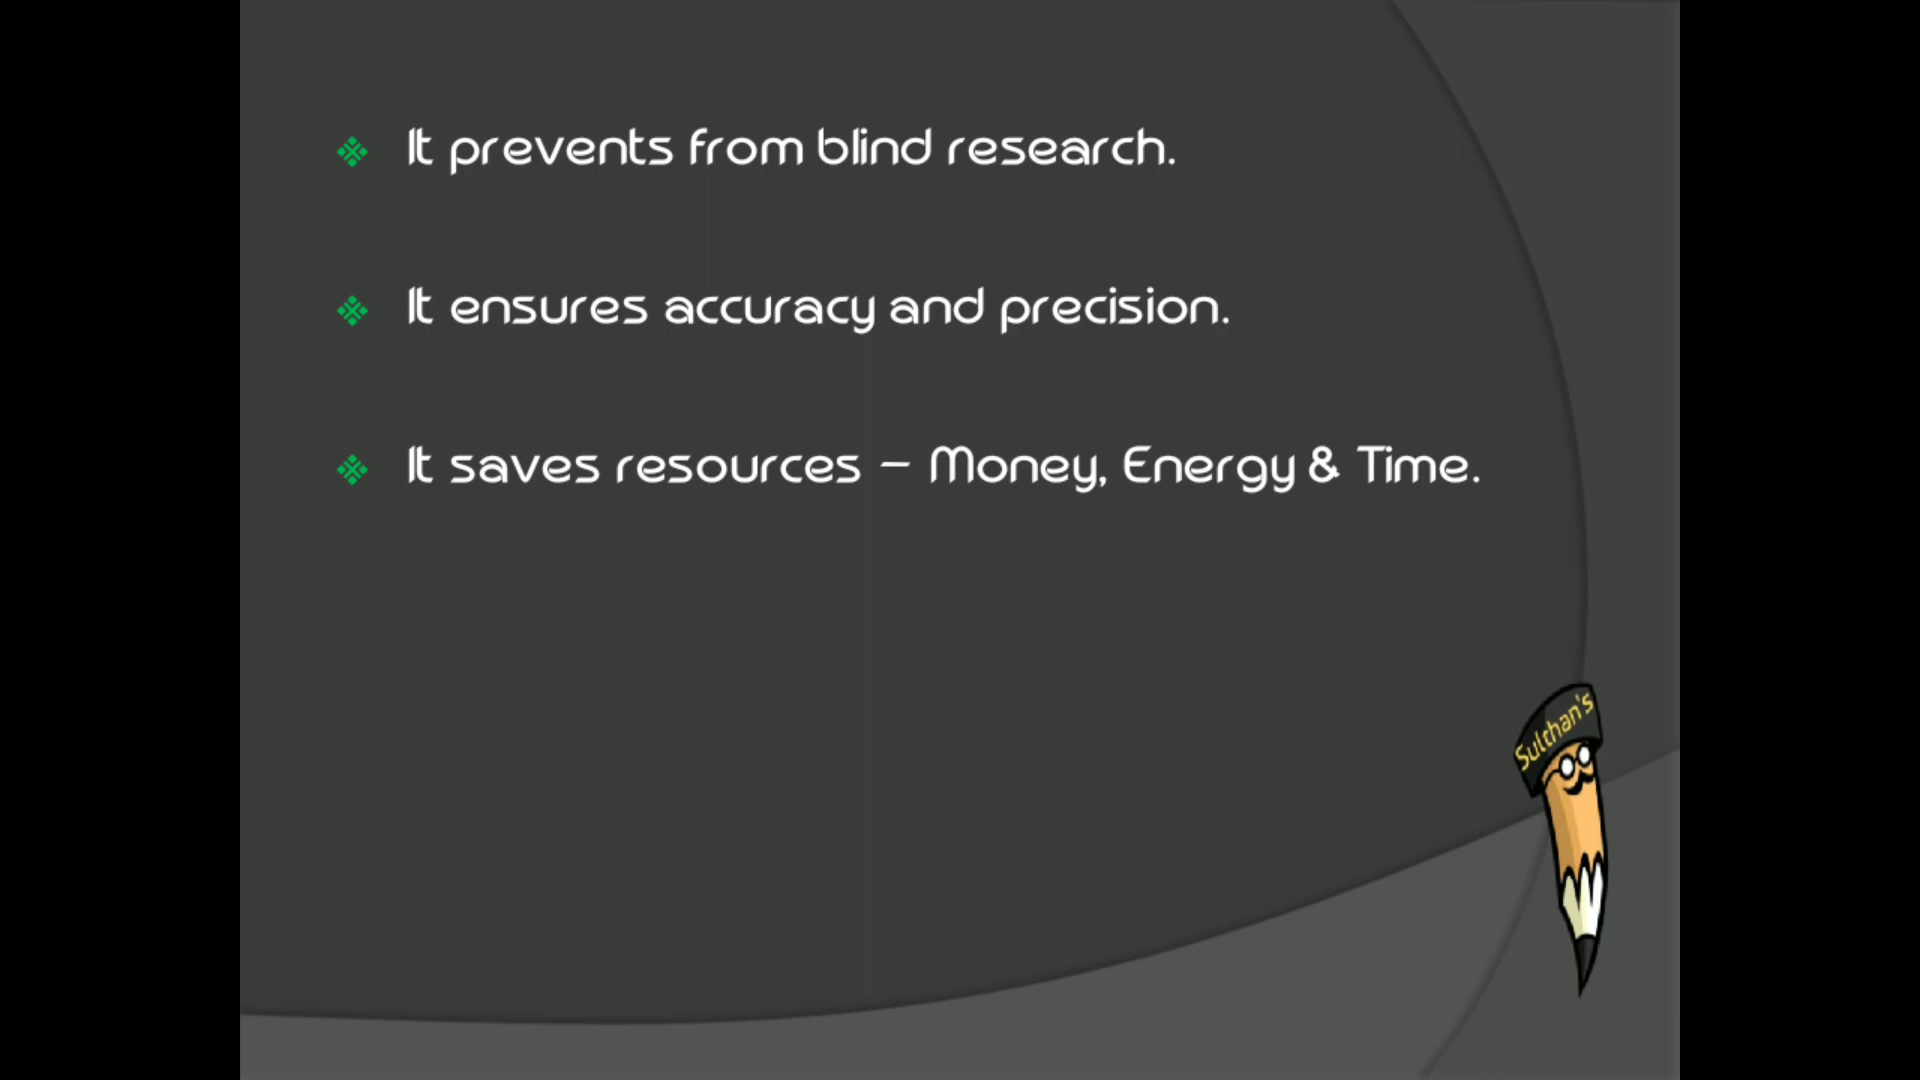 It prevents from blind research.
It ensures accuracy and precision.
It saves resources – Money, Energy & Time.
Sulthan's